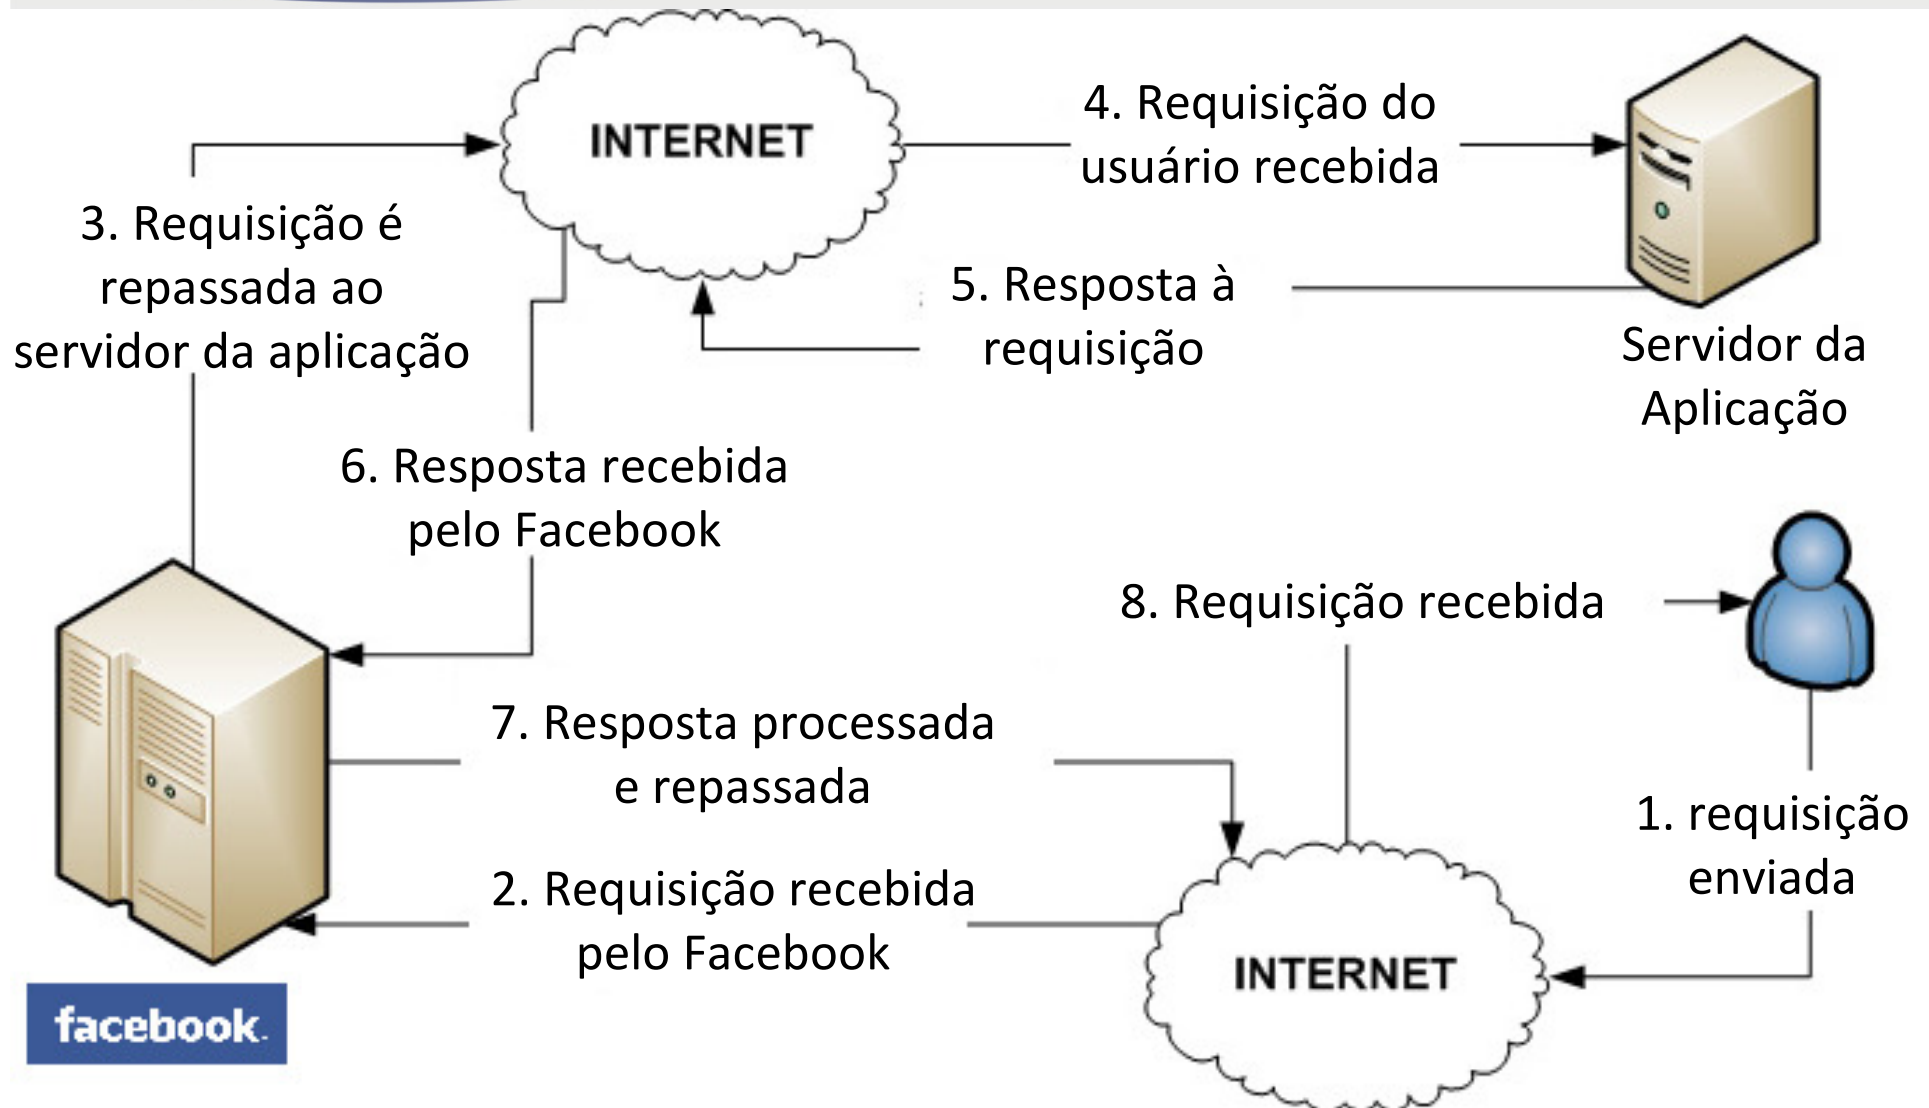 INTERNET
4. Requisição do
usuário recebida
3. Requisição é
repassada ao
servidor da aplicação
5. Resposta à
requisição
Servidor da
Aplicação
6. Resposta recebida
pelo Facebook
8. Requisição recebida
7. Resposta processada
e repassada
1. requisição
enviada
2. Requisição recebida
pelo Facebook
INTERNET
facebook.